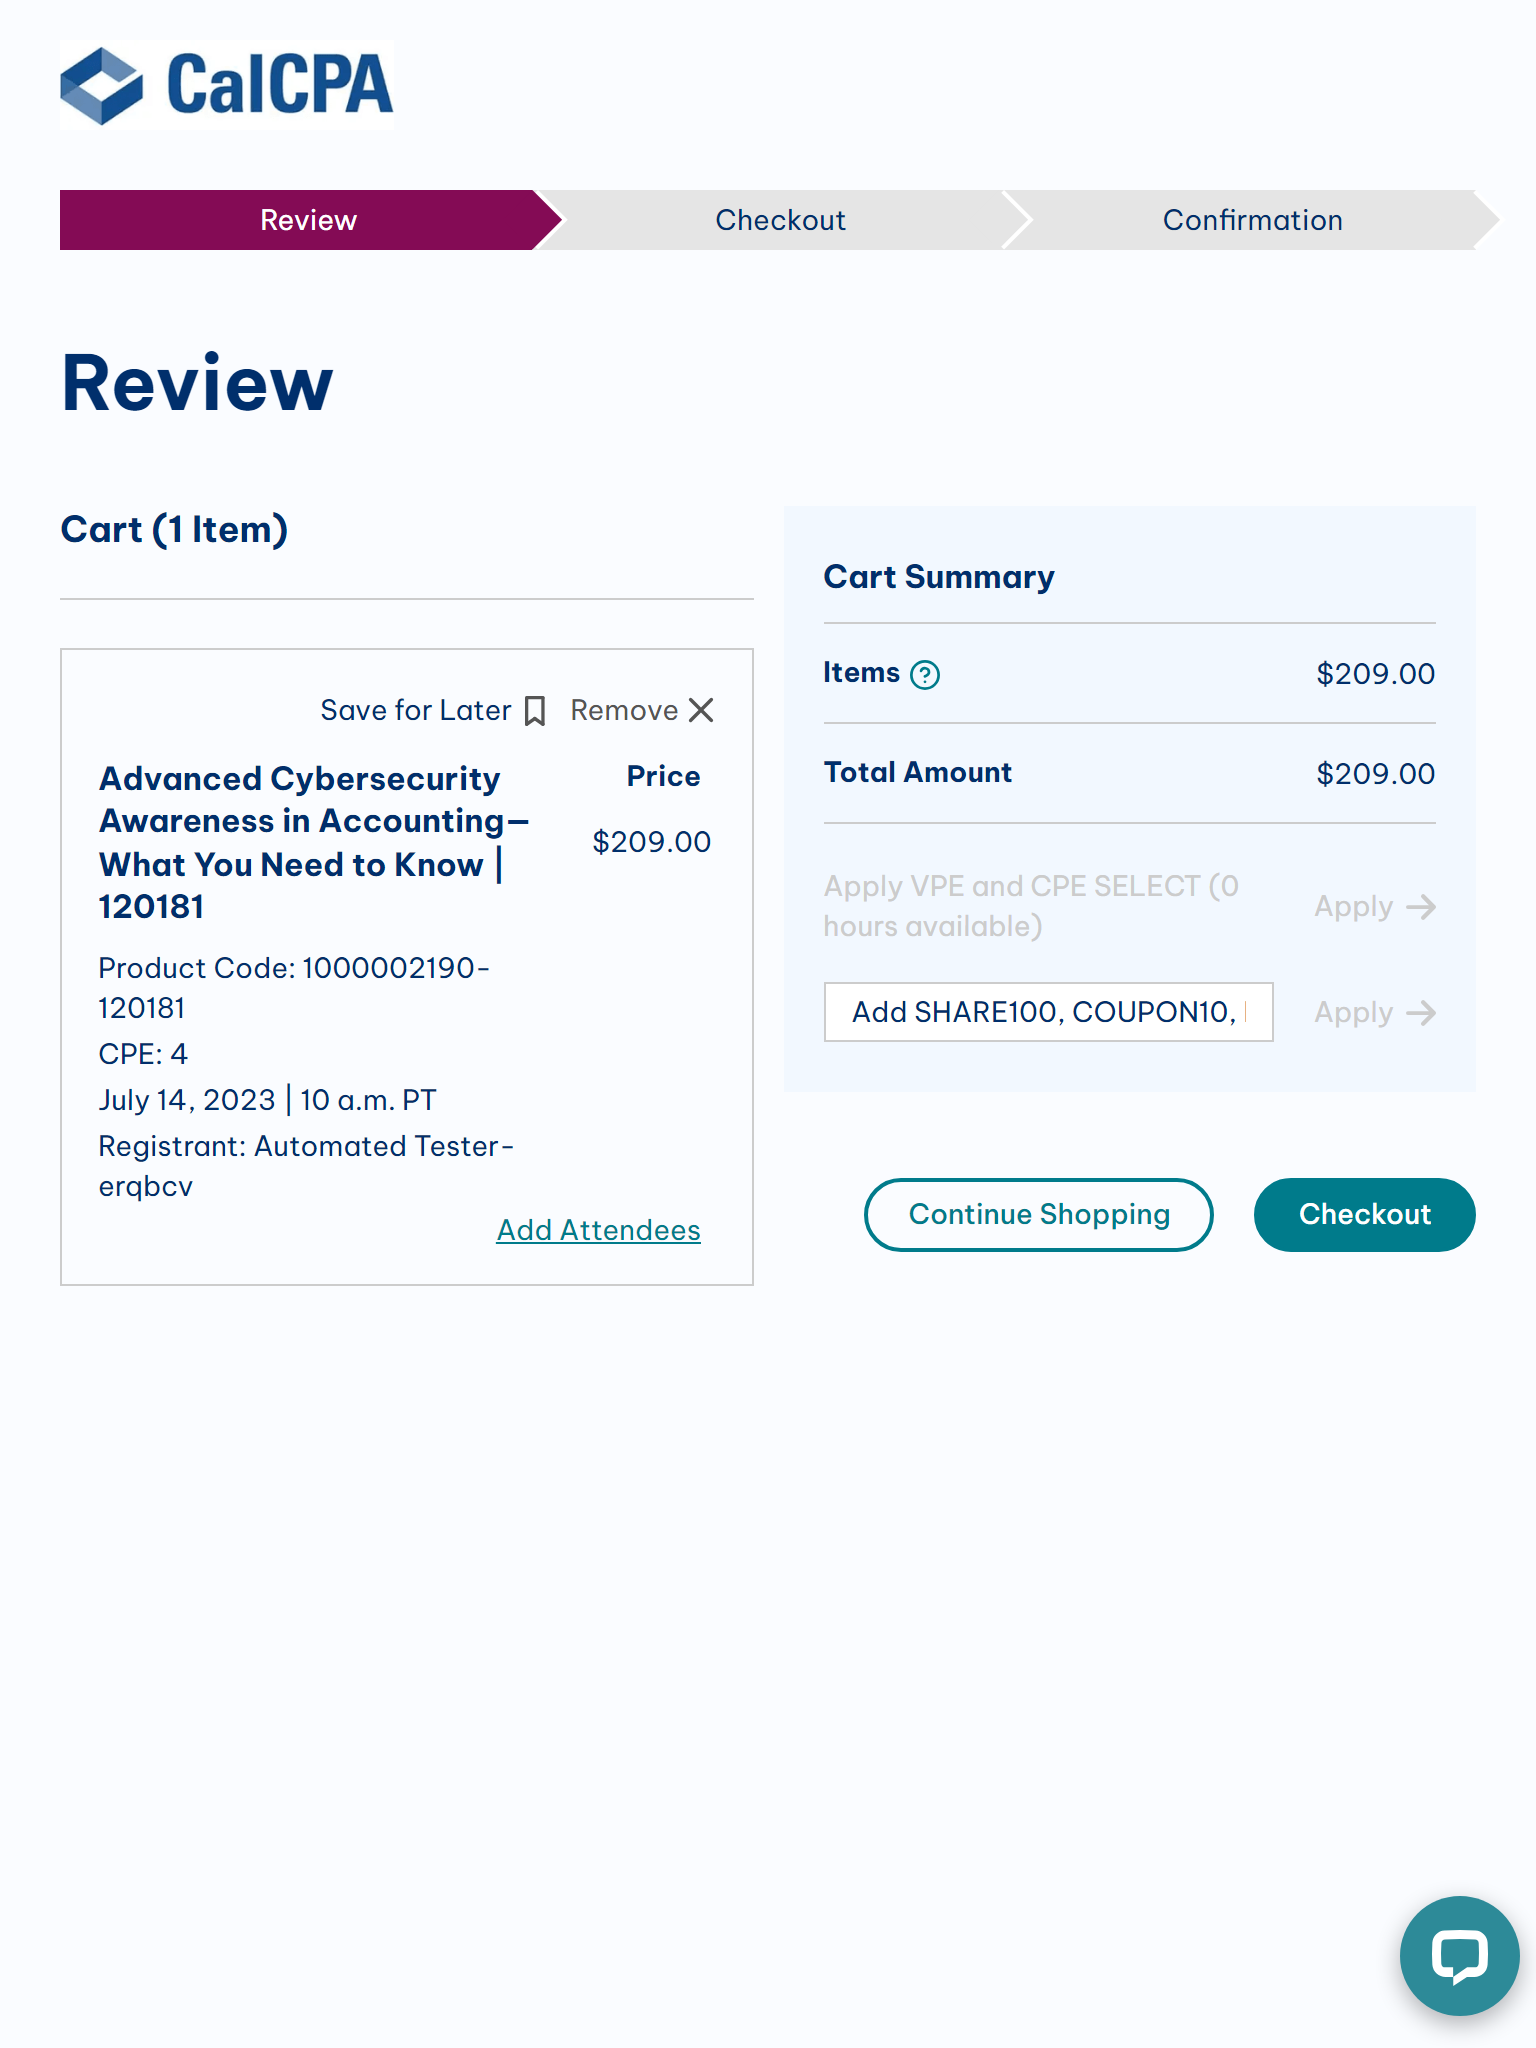 CalCPA
Review
Checkout
Confirmation
Review
Cart (1 Item)
Save for Later
Remove
Advanced Cybersecurity
Awareness in Accounting—
What You Need to Know |
120181
Price
$209.00
Product Code: 1000002190-
120181
CPE: 4
July 14, 2023 | 10 a.m. PT
Registrant: Automated Tester-
erqbcv
Add Attendees
Cart Summary
Items ?
$209.00
Total Amount
$209.00
Apply VPE and CPE SELECT (0
hours available)
Apply
Add SHARE100, COUPON10,
Apply
Continue Shopping
Checkout